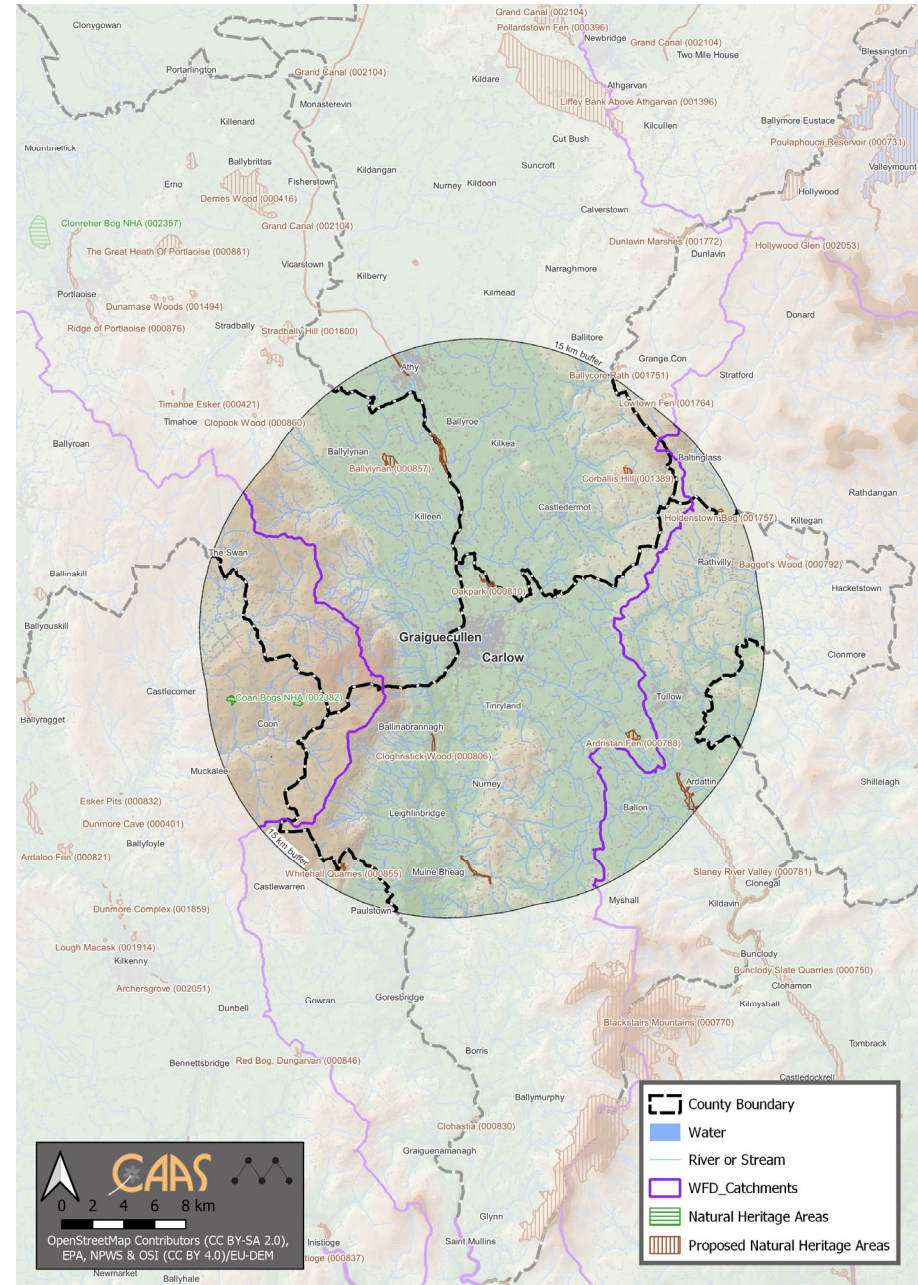 Clonygowan
Grand Canal (002104)
Pollardstown Fen (000396)
Newbridge
Grand Canal (002104)
Two Mile House
Blessington
Portarlington
Grand Canal (002104)
Kildare
Athgarvan
Liffey Bank Above Athgarvan (001396)
Monasterevin
Killenard
Kilcullen
Ballymore Eustace
Cut Bush
Poulaphouca Reservoir (000731)
Mountmellick
Ballybrittas
Suncroft
Valleymount
Emo
Fisherstown
Kildangan
Nurney
Kildoon
Hollywood
Derries Wood (000416)
Calverstown
Clonreher Bog NHA (002357)
Grand Canal (002104)
Dunlavin Marshes (001772)
The Great Heath Of Portlaoise (000881)
Hollywood Glen (002053)
Dunlavin
Vicarstown
Kilberry
Narraghmore
Portlaoise
Kilmead
Dunamase Woods (001494)
Donard
Ridge of Portlaoise (000876)
Stradbally
Stradbally Hill (001800)
Ballitore
15 km buffer
Grange Con
Athy
Ballycore Rath (001751)
Stratford
Timahoe Esker (000421)
Lowtown Fen (001764)
Timahoe
Clopook Wood (000860)
Ballyroe
Ballyroan
Kilkea
Ballylynan
Baltinglass
Ballylynan (000857)
Corballis Hill (001389)
Rathdangan
Killeen
Castledermot
Holdenstown Bog (001757)
Kiltegan
The Swan
Rathvilly
Baggot's Wood (000792)
Ballinakill
Oakpark (000810)
Hacketstown
Ballyouskill
Graiguecullen
Carlow
Clonmore
Castlecomer
Coan Bogs NHA (002382)
Tullow
Ballyragget
Tinryland
Coon
Ballinabrannagh
Ardristan Fen (000788)
Cloghristick Wood (000806)
Muckalee
Nurney
Ardattin
Shillelagh
Esker Pits (000832)
Leighlinbridge
Ballon
Dunmore Cave (000401)
Ballyfoyle
15 km buffer
Ardaloo Fen (000821)
Whitehall Quarries (000855)
Muine Bheag
Slaney River Valley (000781)
Castlewarren
Clonegal
Dunmore Complex (001859)
Paulstown
Myshall
Kildavin
Lough Macask (001914)
Kilkenny
Bunclody
Bunclody Slate Quarries (000750)
Archersgrove (002051)
Clohamon
Gowran
Goresbridge
Kilmyshall
Dunbell
Blackstairs Mountains (000770)
Tombrack
Borris
Bennettsbridge
Red Bog, Dungarvan (000846)
Castledockrell
Ballymurphy
Clohastia (000830)
Graiguenamanagh
Glynn
Inistioge
Saint Mullins
Newmarket
Ballyhale
County Boundary
Water
River or Stream
WFD_Catchments
Natural Heritage Areas
Proposed Natural Heritage Areas
CAAS
0 2 4 6 8 km
OpenStreetMap Contributors (CC BY-SA 2.0),
EPA, NPWS & OSI (CC BY 4.0)/EU-DEM